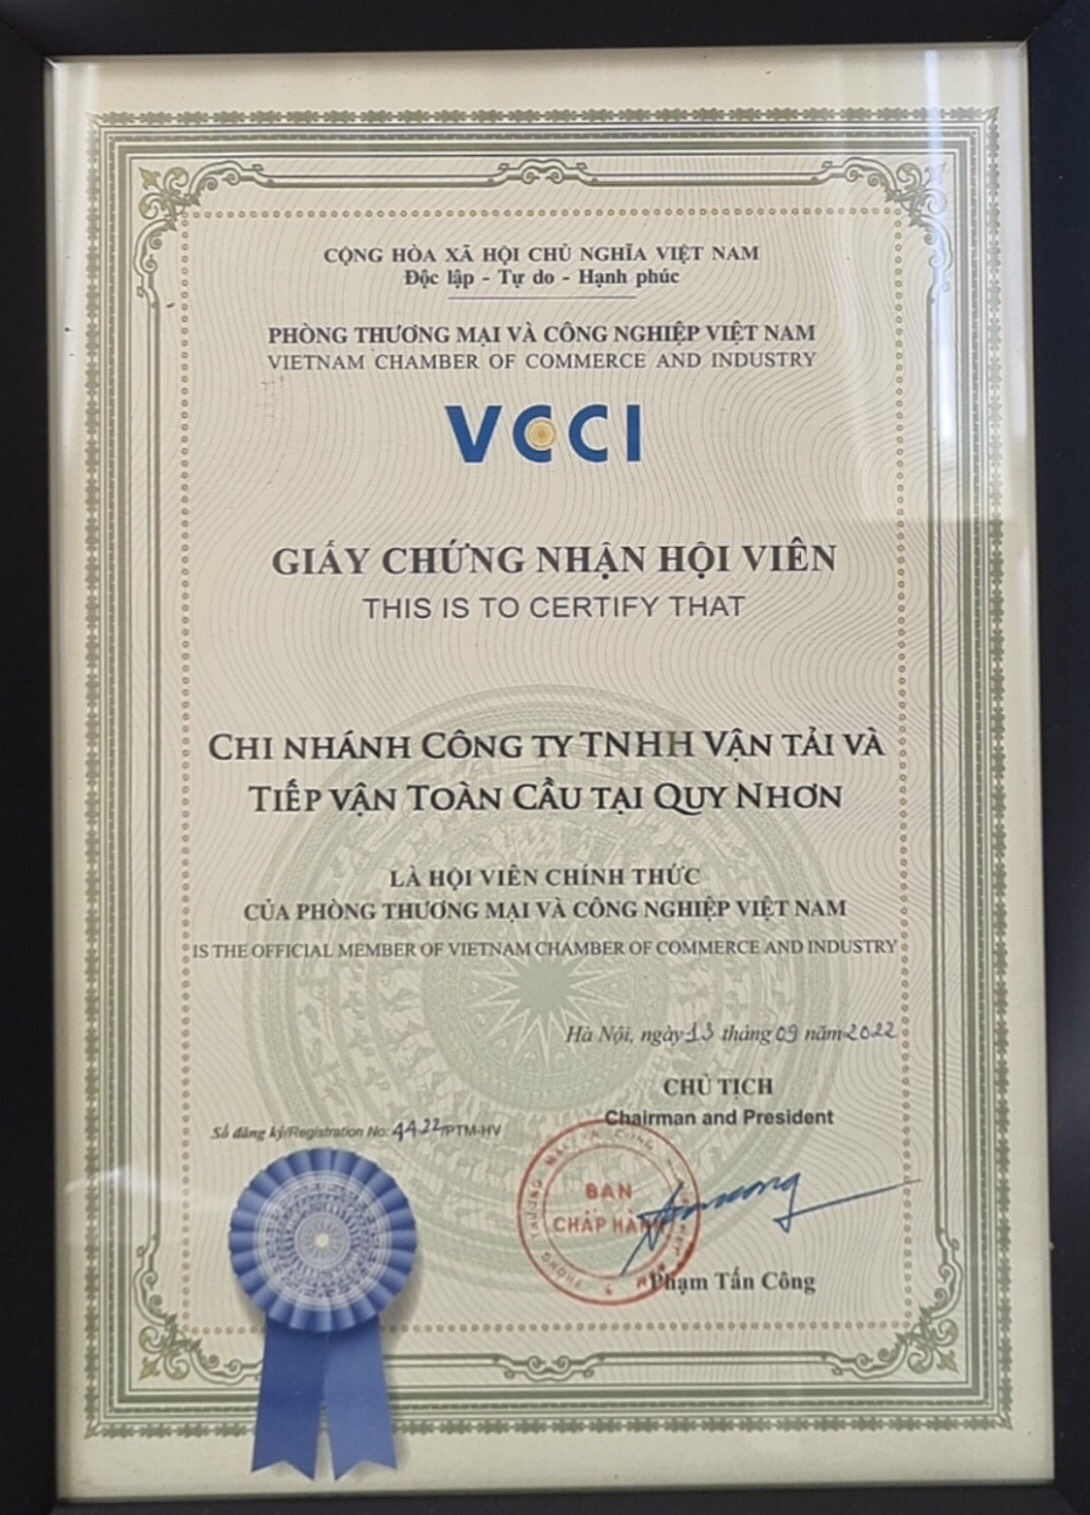 CỘNG HÒA XÃ HỘI CHỦ NGHĨA VIỆT NAM
Độc lập - Tự do - Hạnh phúc
PHÒNG THƯƠNG MẠI VÀ CÔNG NGHIỆP VIỆT NAM
VIETNAM CHAMBER OF COMMERCE AND INDUSTRY
VCCI
GIẤY CHỨNG NHẬN HỘI VIÊN
THIS IS TO CERTIFY THAT
CHI NHÁNH CÔNG TY TNHH VẬN TẢI VÀ
TIẾP VẬN TOÀN CẦU TẠI QUY NHƠN
LÀ HỘI VIÊN CHÍNH THỨC
CỦA PHÒNG THƯƠNG MẠI VÀ CÔNG NGHIỆP VIỆT NAM
IS THE OFFICIAL MEMBER OF VIETNAM CHAMBER OF COMMERCE AND INDUSTRY
Hà Nội, ngày 13 tháng 09 năm 2022
CHỦ TỊCH
Chairman and President
Số đăng ký/Registration No: 4422/PTM-HV
BAN
CHẤP HÀNH
Phạm Tấn Công